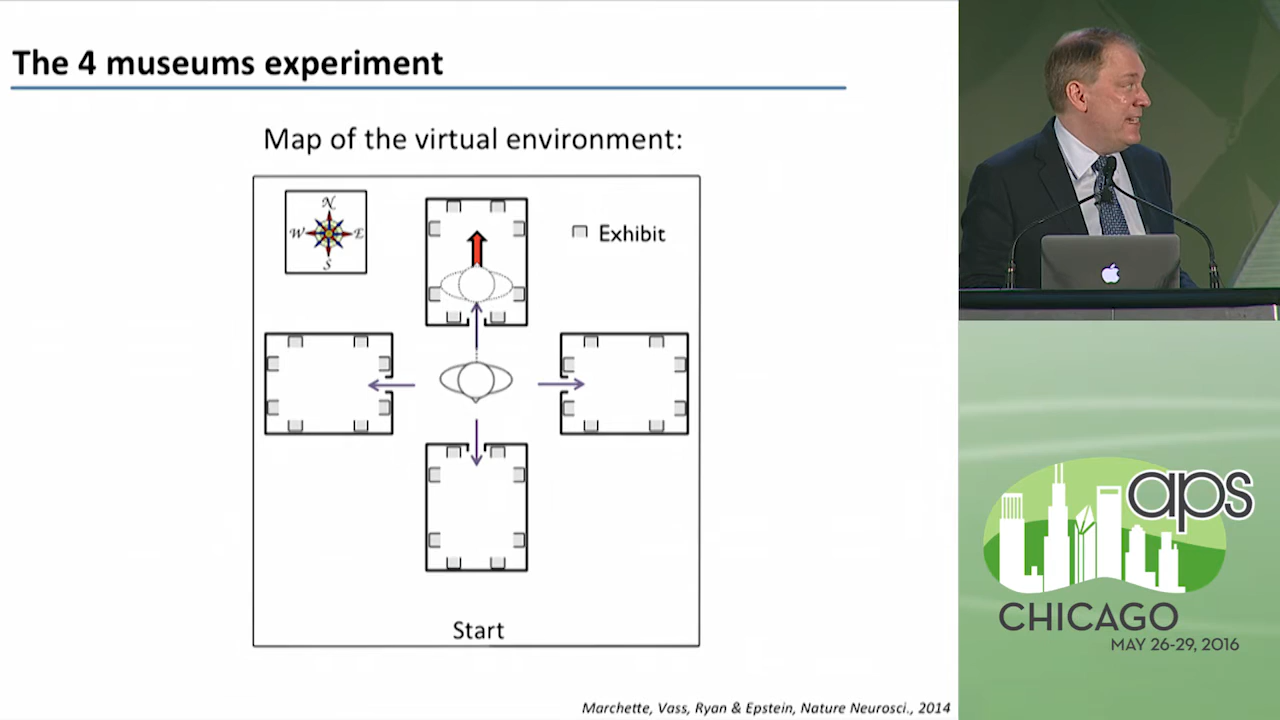 The 4 museums experiment
Map of the virtual environment:
N
W E
S
Exhibit
Start
Marchette, Vass, Ryan & Epstein, Nature Neurosci., 2014
aps
CHICAGO
MAY 26-29, 2016